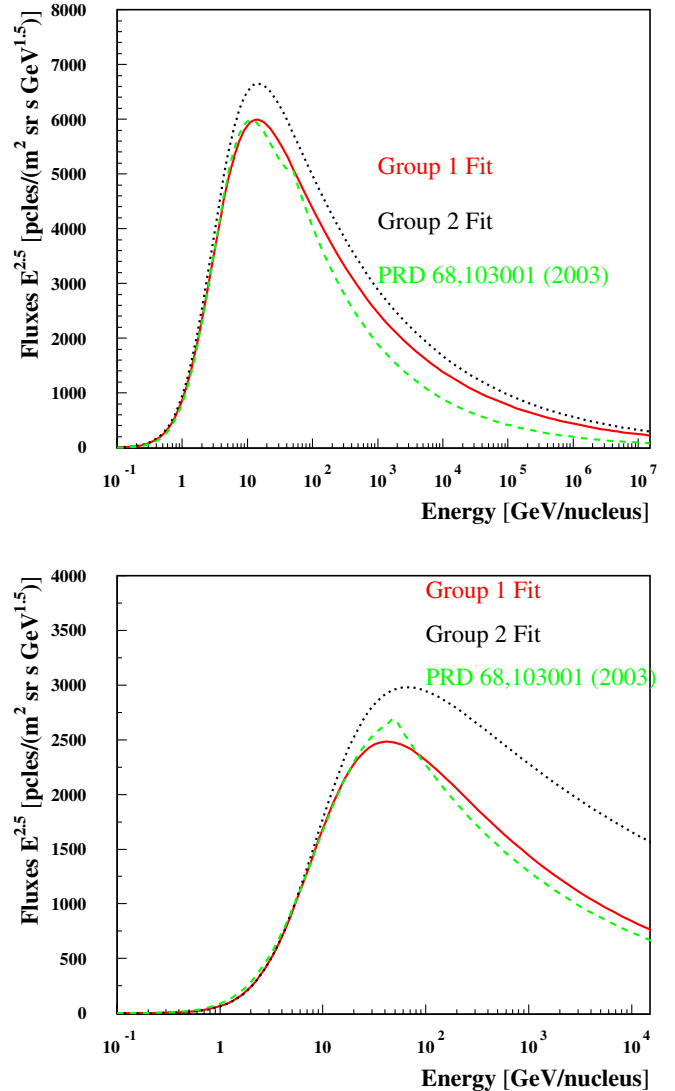 Fluxes E^2.5 [pcles/(m^2 sr s GeV^1.5)]
8000
7000
6000
5000
4000
3000
2000
1000
0
Group 1 Fit
Group 2 Fit
PRD 68,103001 (2003)
10^-1 1 10 10^2 10^3 10^4 10^5 10^6 10^7
Energy [GeV/nucleus]
Fluxes E^2.5 [pcles/(m^2 sr s GeV^1.5)]
4000
3500
3000
2500
2000
1500
1000
500
0
Group 1 Fit
Group 2 Fit
PRD 68,103001 (2003)
10^-1 1 10 10^2 10^3 10^4
Energy [GeV/nucleus]